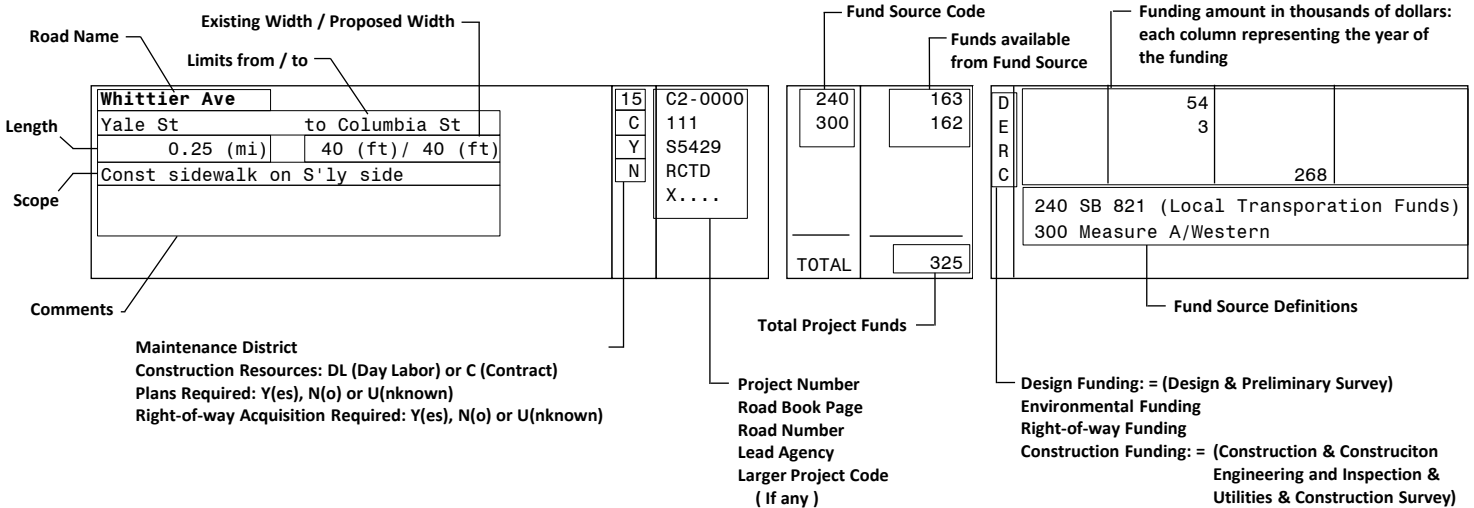 Existing Width / Proposed Width
Road Name
Limits from / to
Fund Source Code
Funds available
from Fund Source
Funding amount in thousands of dollars:
each column representing the year of
the funding
Length
Scope
Whittier Ave
Yale St to Columbia St
0.25 (mi) 40 (ft)/ 40 (ft)
Const sidewalk on S'ly side
15
C
Y
N
C2-0000
111
S5429
RCTD
X....
240 163
300 162
TOTAL 325
D 54
E 3
R
C 268
240 SB 821 (Local Transporation Funds)
300 Measure A/Western
Comments
Maintenance District
Construction Resources: DL (Day Labor) or C (Contract)
Plans Required: Y(es), N(o) or U(nknown)
Right-of-way Acquisition Required: Y(es), N(o) or U(nknown)
Project Number
Road Book Page
Road Number
Lead Agency
Larger Project Code
( If any )
Total Project Funds
Fund Source Definitions
Design Funding: = (Design & Preliminary Survey)
Environmental Funding
Right-of-way Funding
Construction Funding: = (Construction & Construciton
Engineering and Inspection &
Utilities & Construction Survey)